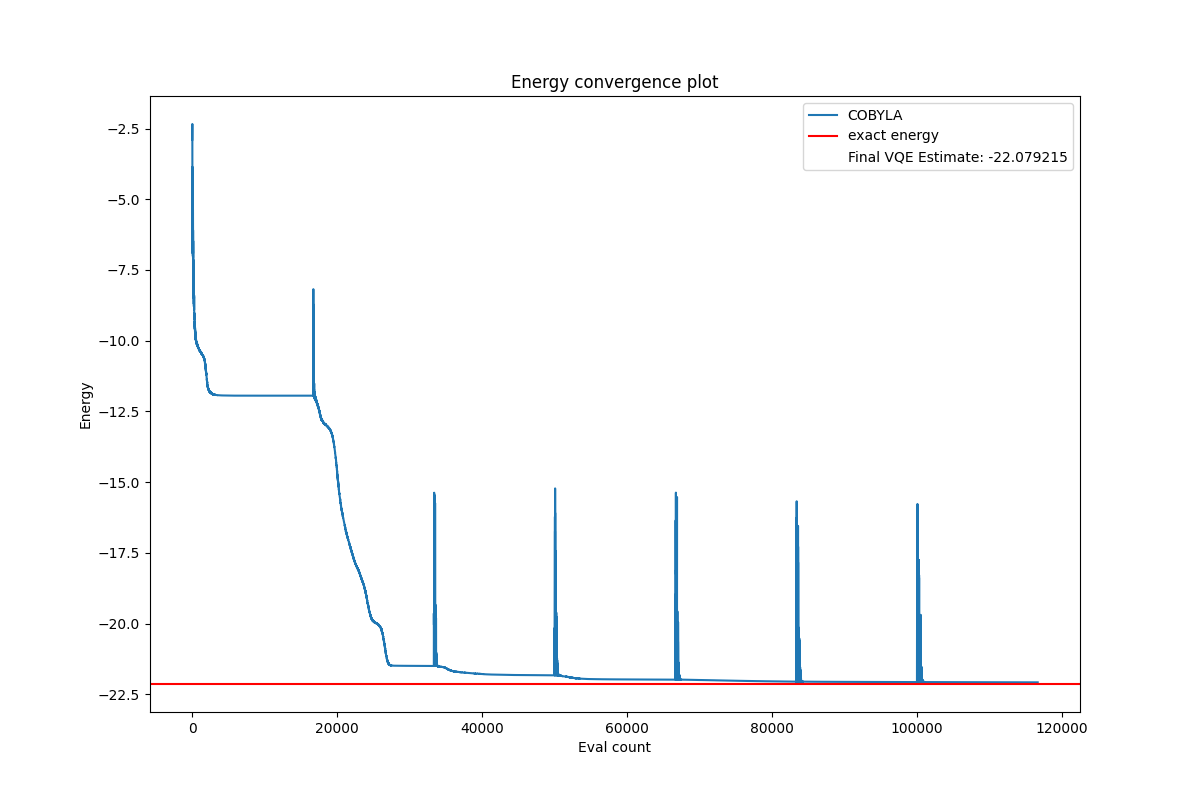 Energy convergence plot
COBYLA
exact energy
Final VQE Estimate: -22.079215
−2.5
−5.0
−7.5
−10.0
−12.5
−15.0
−17.5
−20.0
−22.5
Energy
0
20000
40000
60000
80000
100000
120000
Eval count